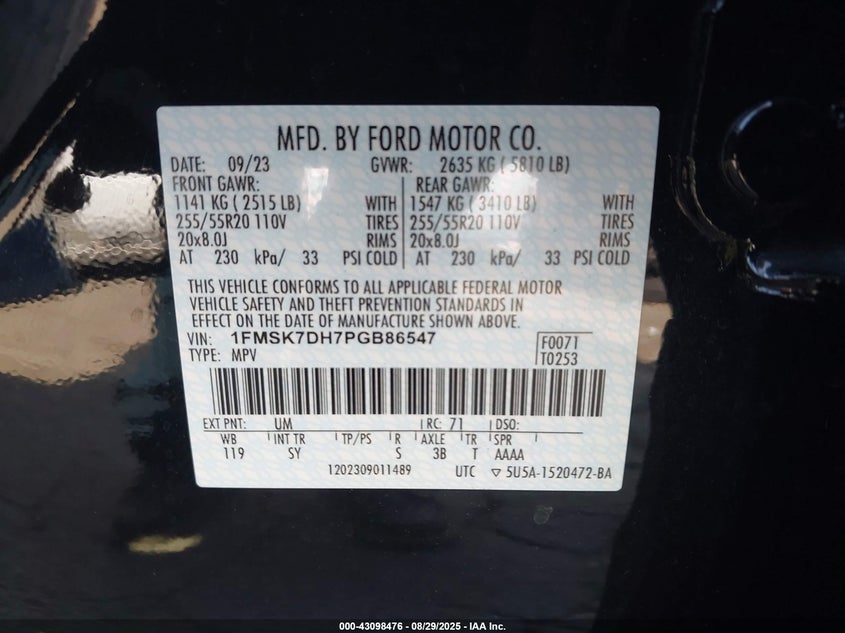 MFD. BY FORD MOTOR CO.
DATE: 09/23 GVWR: 2635 KG ( 5810 LB)
FRONT GAWR: REAR GAWR:
1141 KG ( 2515 LB) WITH 1547 KG ( 3410 LB) WITH
255/55R20 110V TIRES 255/55R20 110V TIRES
20x8.0J RIMS 20x8.0J RIMS
AT 230 kPa/ 33 PSI COLD AT 230 kPa/ 33 PSI COLD
THIS VEHICLE CONFORMS TO ALL APPLICABLE FEDERAL MOTOR
VEHICLE SAFETY AND THEFT PREVENTION STANDARDS IN
EFFECT ON THE DATE OF MANUFACTURE SHOWN ABOVE.
VIN: 1FMSK7DH7PGB86547 F0071
TYPE: MPV T0253
EXT PNT: UM RC: 71 DSO:
WB INT TR TP/PS R AXLE TR SPR
119 SY S 3B T AAAA
1202309011489 UTC ▽ 5U5A-1520472-BA
000-43098476 - 08/29/2025 - IAA Inc.